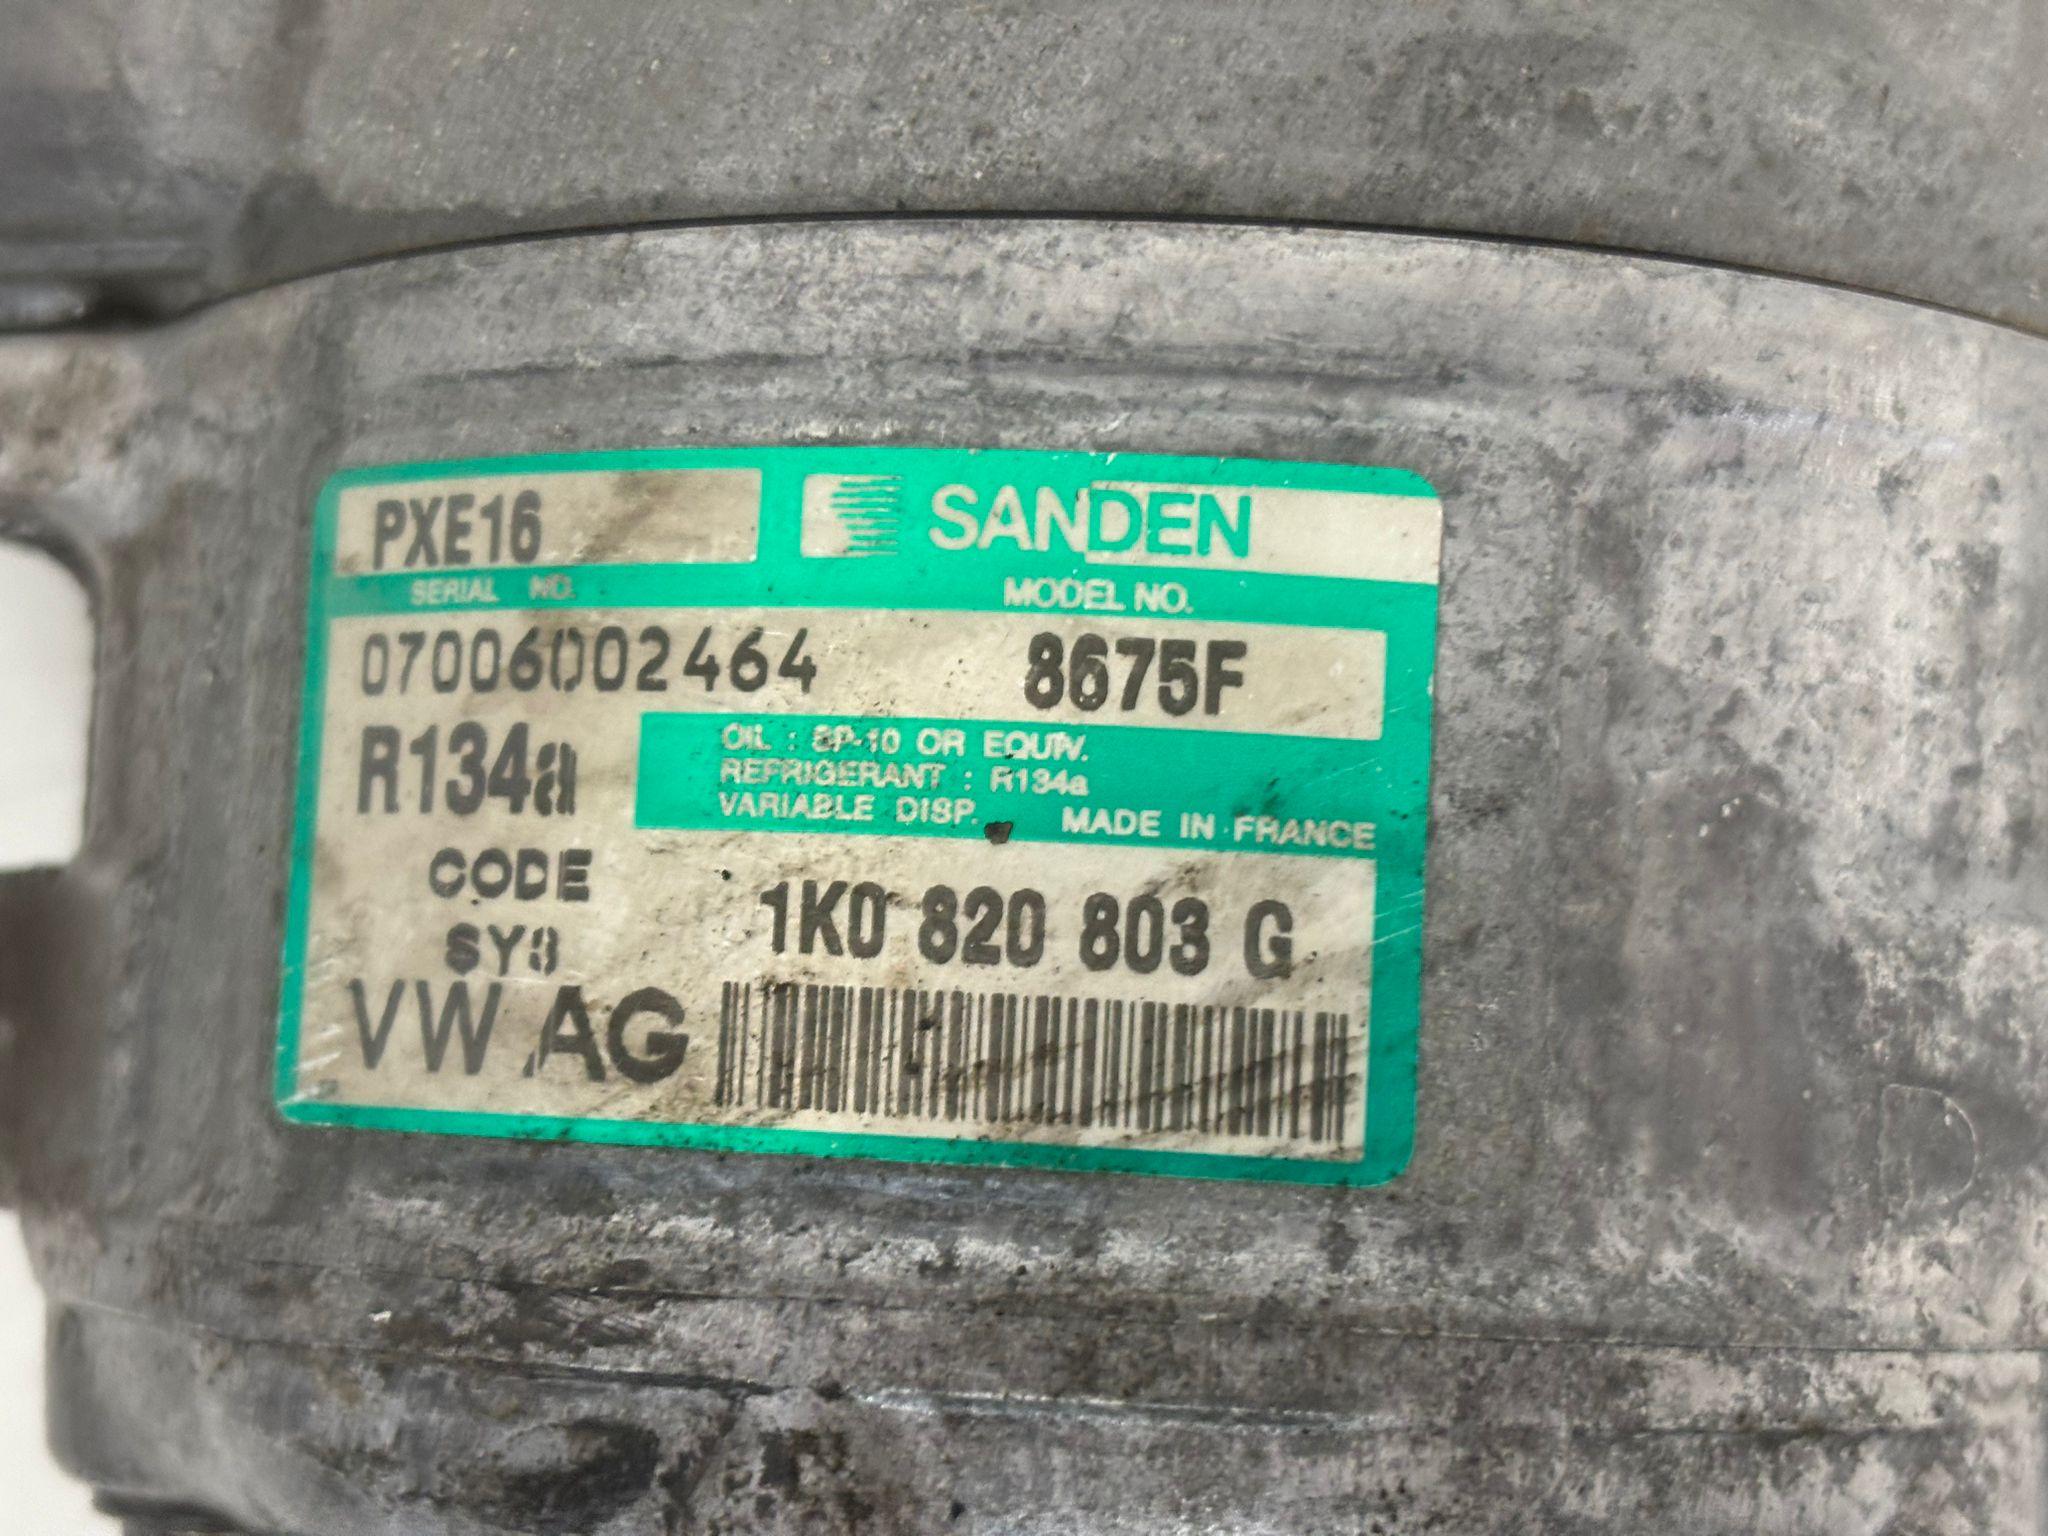 PXE16
SANDEN
SERIAL NO.
MODEL NO.
07006002464
8675F
R134a
OIL : SP-10 OR EQUIV.
REFRIGERANT : R134a
VARIABLE DISP.
MADE IN FRANCE
CODE
SY8
1K0 820 803 G
VW AG
D